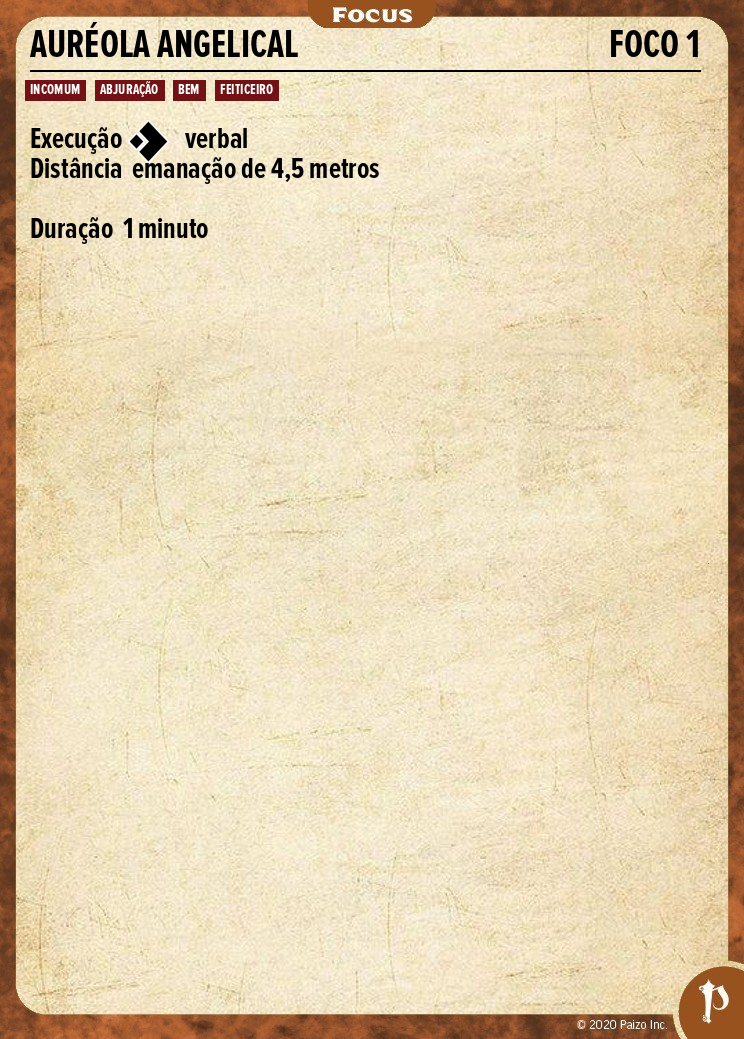 Focus
AURÉOLA ANGELICAL FOCO 1
INCOMUM ABJURAÇÃO BEM FEITICEIRO
Execução verbal
Distância emanação de 4,5 metros
Duração 1 minuto
© 2020 Paizo Inc.
P